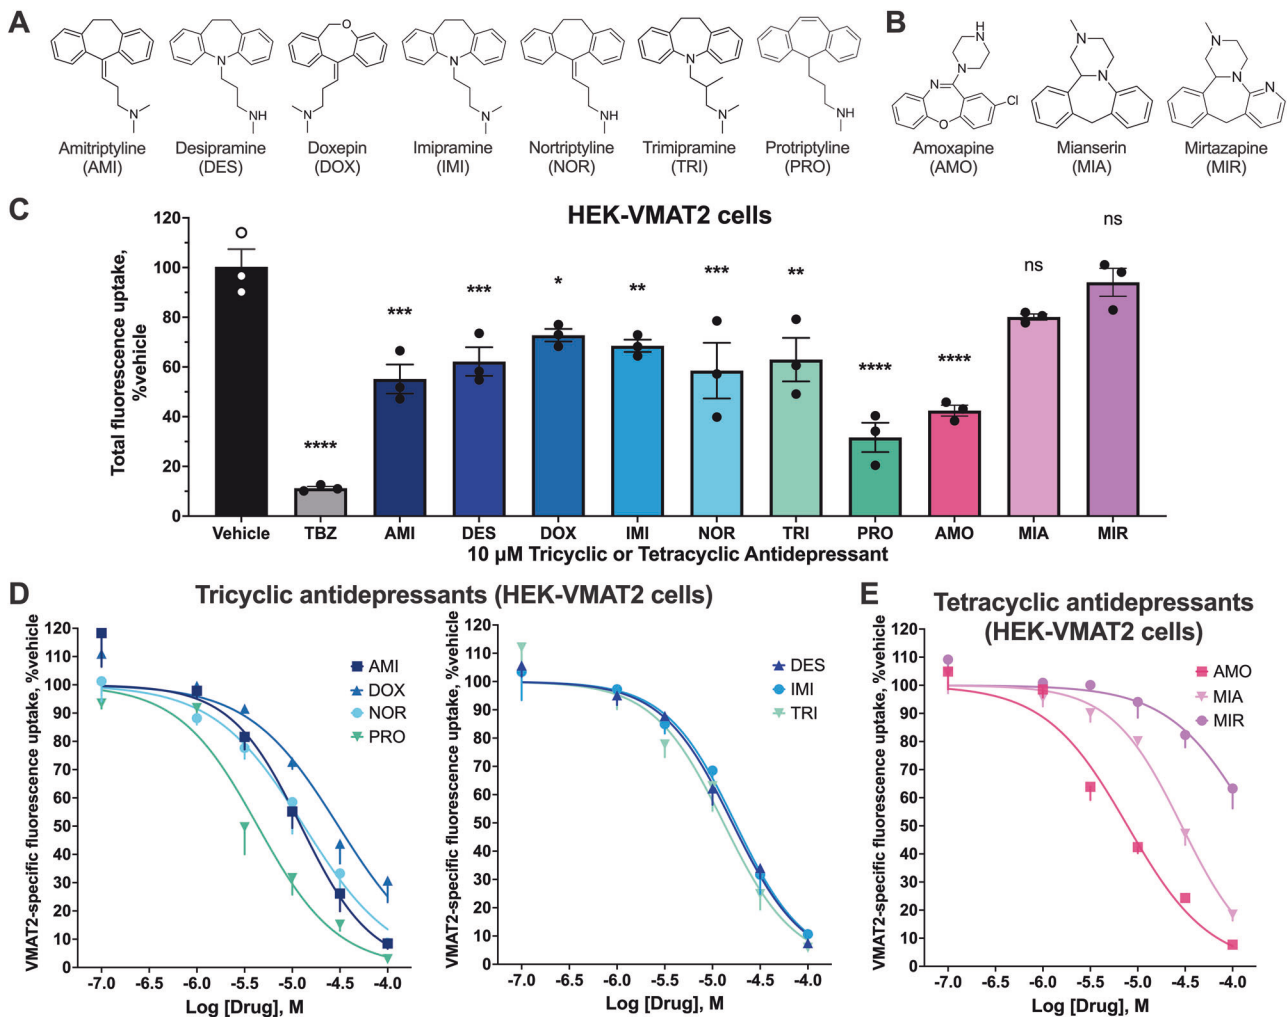 A
B
O
N
N
NH
N
O
N
N
NH
N
N
NH
H
N
N
N
O
Cl
N
N
N
N
N
Amitriptyline
(AMI)
Desipramine
(DES)
Doxepin
(DOX)
Imipramine
(IMI)
Nortriptyline
(NOR)
Trimipramine
(TRI)
Protriptyline
(PRO)
Amoxapine
(AMO)
Mianserin
(MIA)
Mirtazapine
(MIR)
C
HEK-VMAT2 cells
Total fluorescence uptake,
%vehicle
120
100
80
60
40
20
0
****
***
***
*
**
***
**
****
****
ns
ns
Vehicle TBZ AMI DES DOX IMI NOR TRI PRO AMO MIA MIR
10 µM Tricyclic or Tetracyclic Antidepressant
D
Tricyclic antidepressants (HEK-VMAT2 cells)
VMAT2-specific fluorescence uptake, %vehicle
120
110
100
90
80
70
60
50
40
30
20
10
0
AMI
DOX
NOR
PRO
-7.0 -6.5 -6.0 -5.5 -5.0 -4.5 -4.0
Log [Drug], M
VMAT2-specific fluorescence uptake, %vehicle
120
110
100
90
80
70
60
50
40
30
20
10
0
DES
IMI
TRI
-7.0 -6.5 -6.0 -5.5 -5.0 -4.5 -4.0
Log [Drug], M
E
Tetracyclic antidepressants
(HEK-VMAT2 cells)
VMAT2-specific fluorescence uptake, %vehicle
120
110
100
90
80
70
60
50
40
30
20
10
0
AMO
MIA
MIR
-7.0 -6.5 -6.0 -5.5 -5.0 -4.5 -4.0
Log [Drug], M